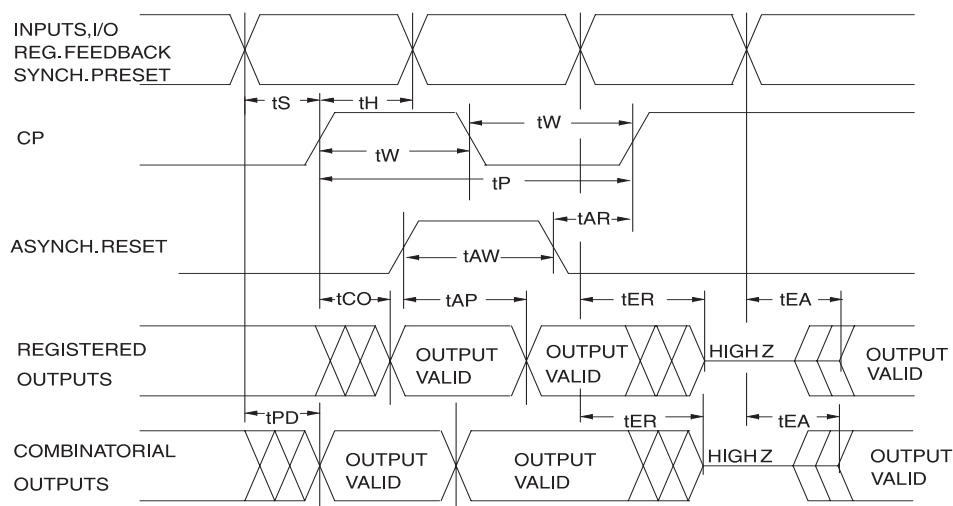 INPUTS,I/O
REG.FEEDBACK
SYNCH.PRESET
tS
tH
CP
tW
tW
tP
tAR
ASYNCH.RESET
tAW
tCO
tAP
tER
tEA
REGISTERED
OUTPUTS
OUTPUT
VALID
OUTPUT
VALID
HIGH Z
OUTPUT
VALID
tPD
tER
tEA
COMBINATORIAL
OUTPUTS
OUTPUT
VALID
OUTPUT
VALID
HIGH Z
OUTPUT
VALID